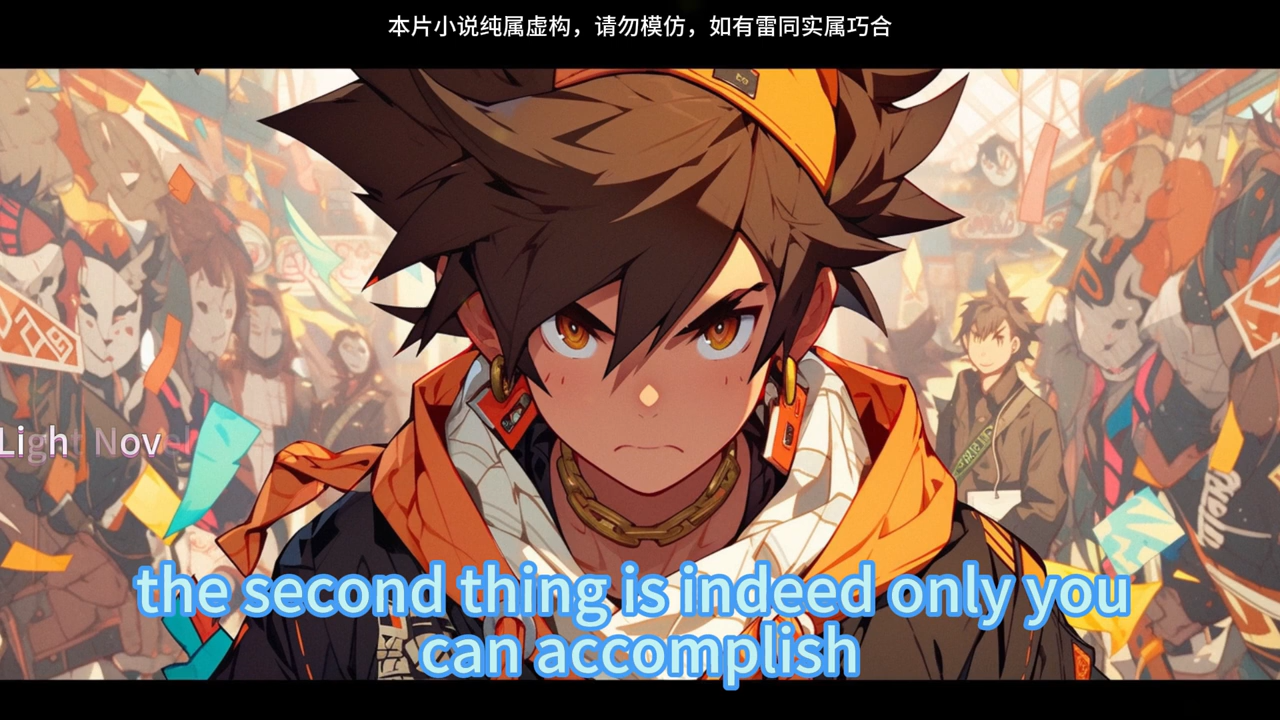 本片小说纯属虚构，请勿模仿，如有雷同实属巧合
Light Novel
the second thing is indeed only you
can accomplish